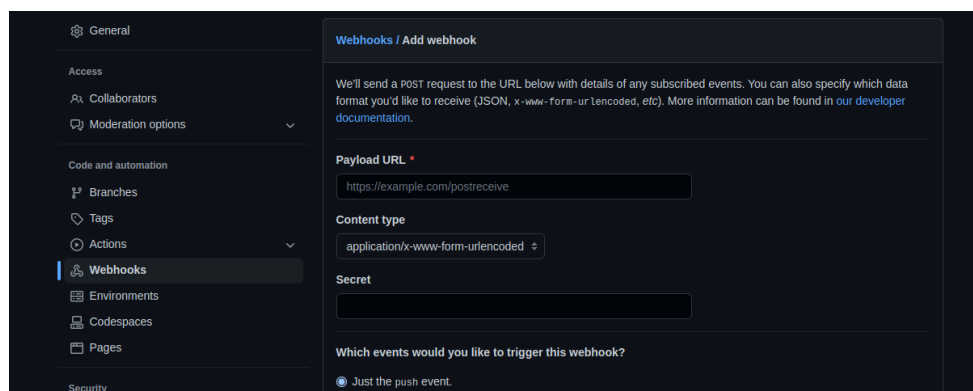 General
Access
Collaborators
Moderation options
Code and automation
Branches
Tags
Actions
Webhooks
Environments
Codespaces
Pages
Security
Webhooks / Add webhook
We'll send a POST request to the URL below with details of any subscribed events. You can also specify which data
format you'd like to receive (JSON, x-www-form-urlencoded, etc). More information can be found in our developer
documentation.
Payload URL *
https://example.com/postreceive
Content type
application/x-www-form-urlencoded
Secret
Which events would you like to trigger this webhook?
Just the push event.